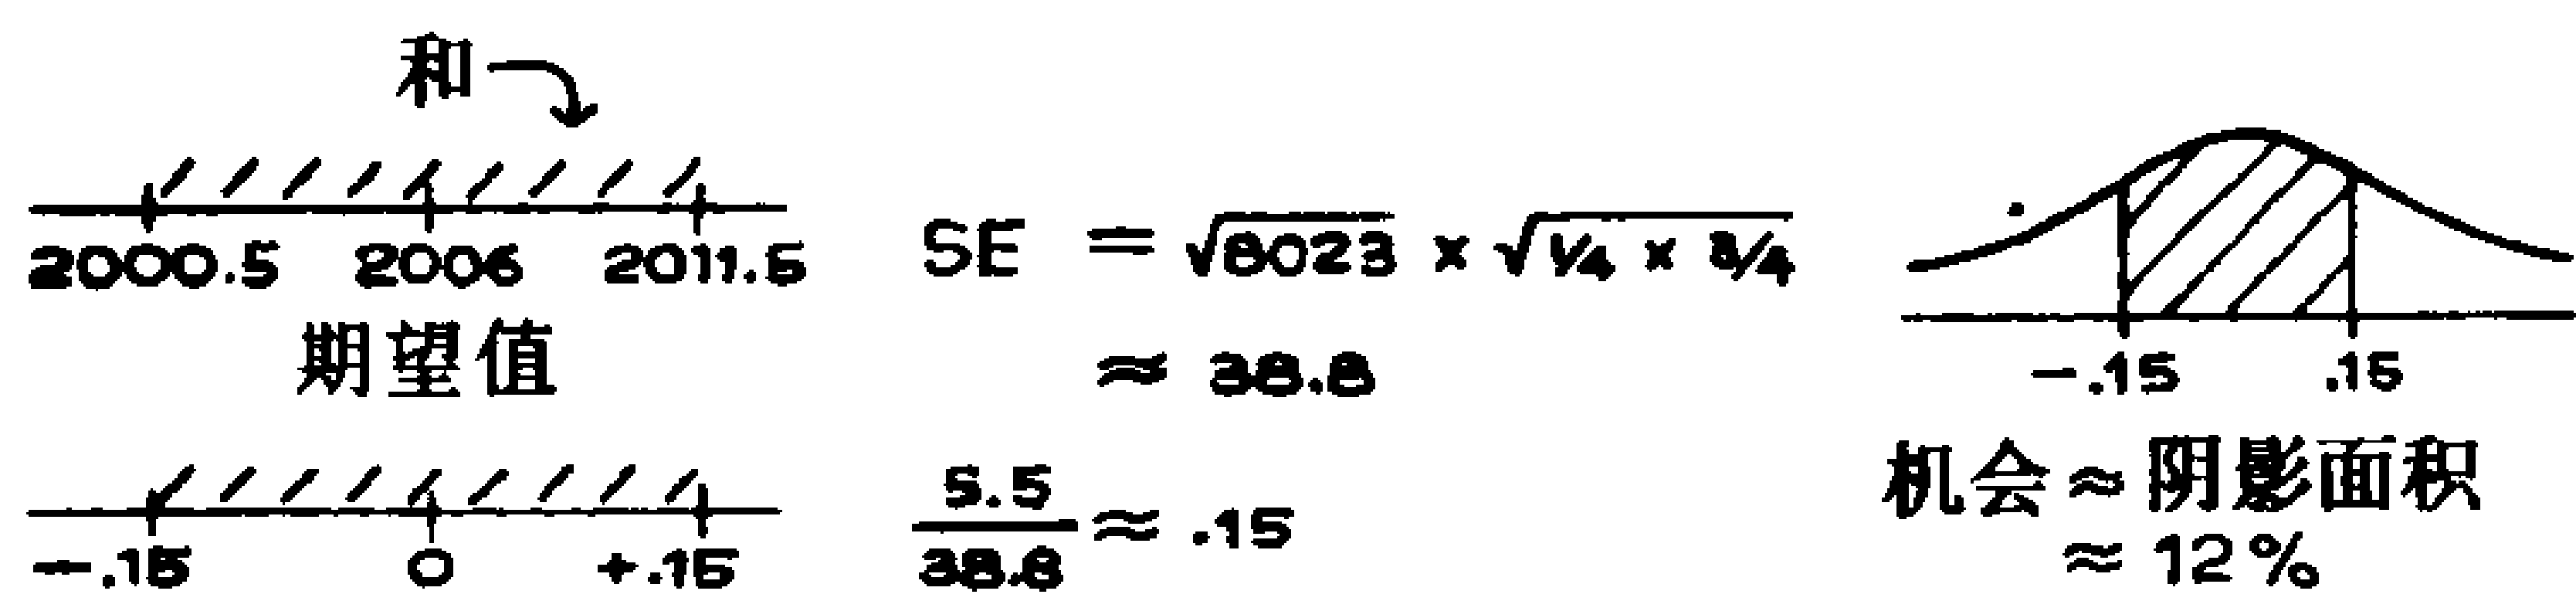 和
2000.5 2006 2011.5
期望值
-.15 0 +.15
SE = √8023 × √1/4 × 3/4
≈ 38.8
5.5/38.8 ≈ .15
-.15 .15
机会 ≈ 阴影面积
≈ 12%